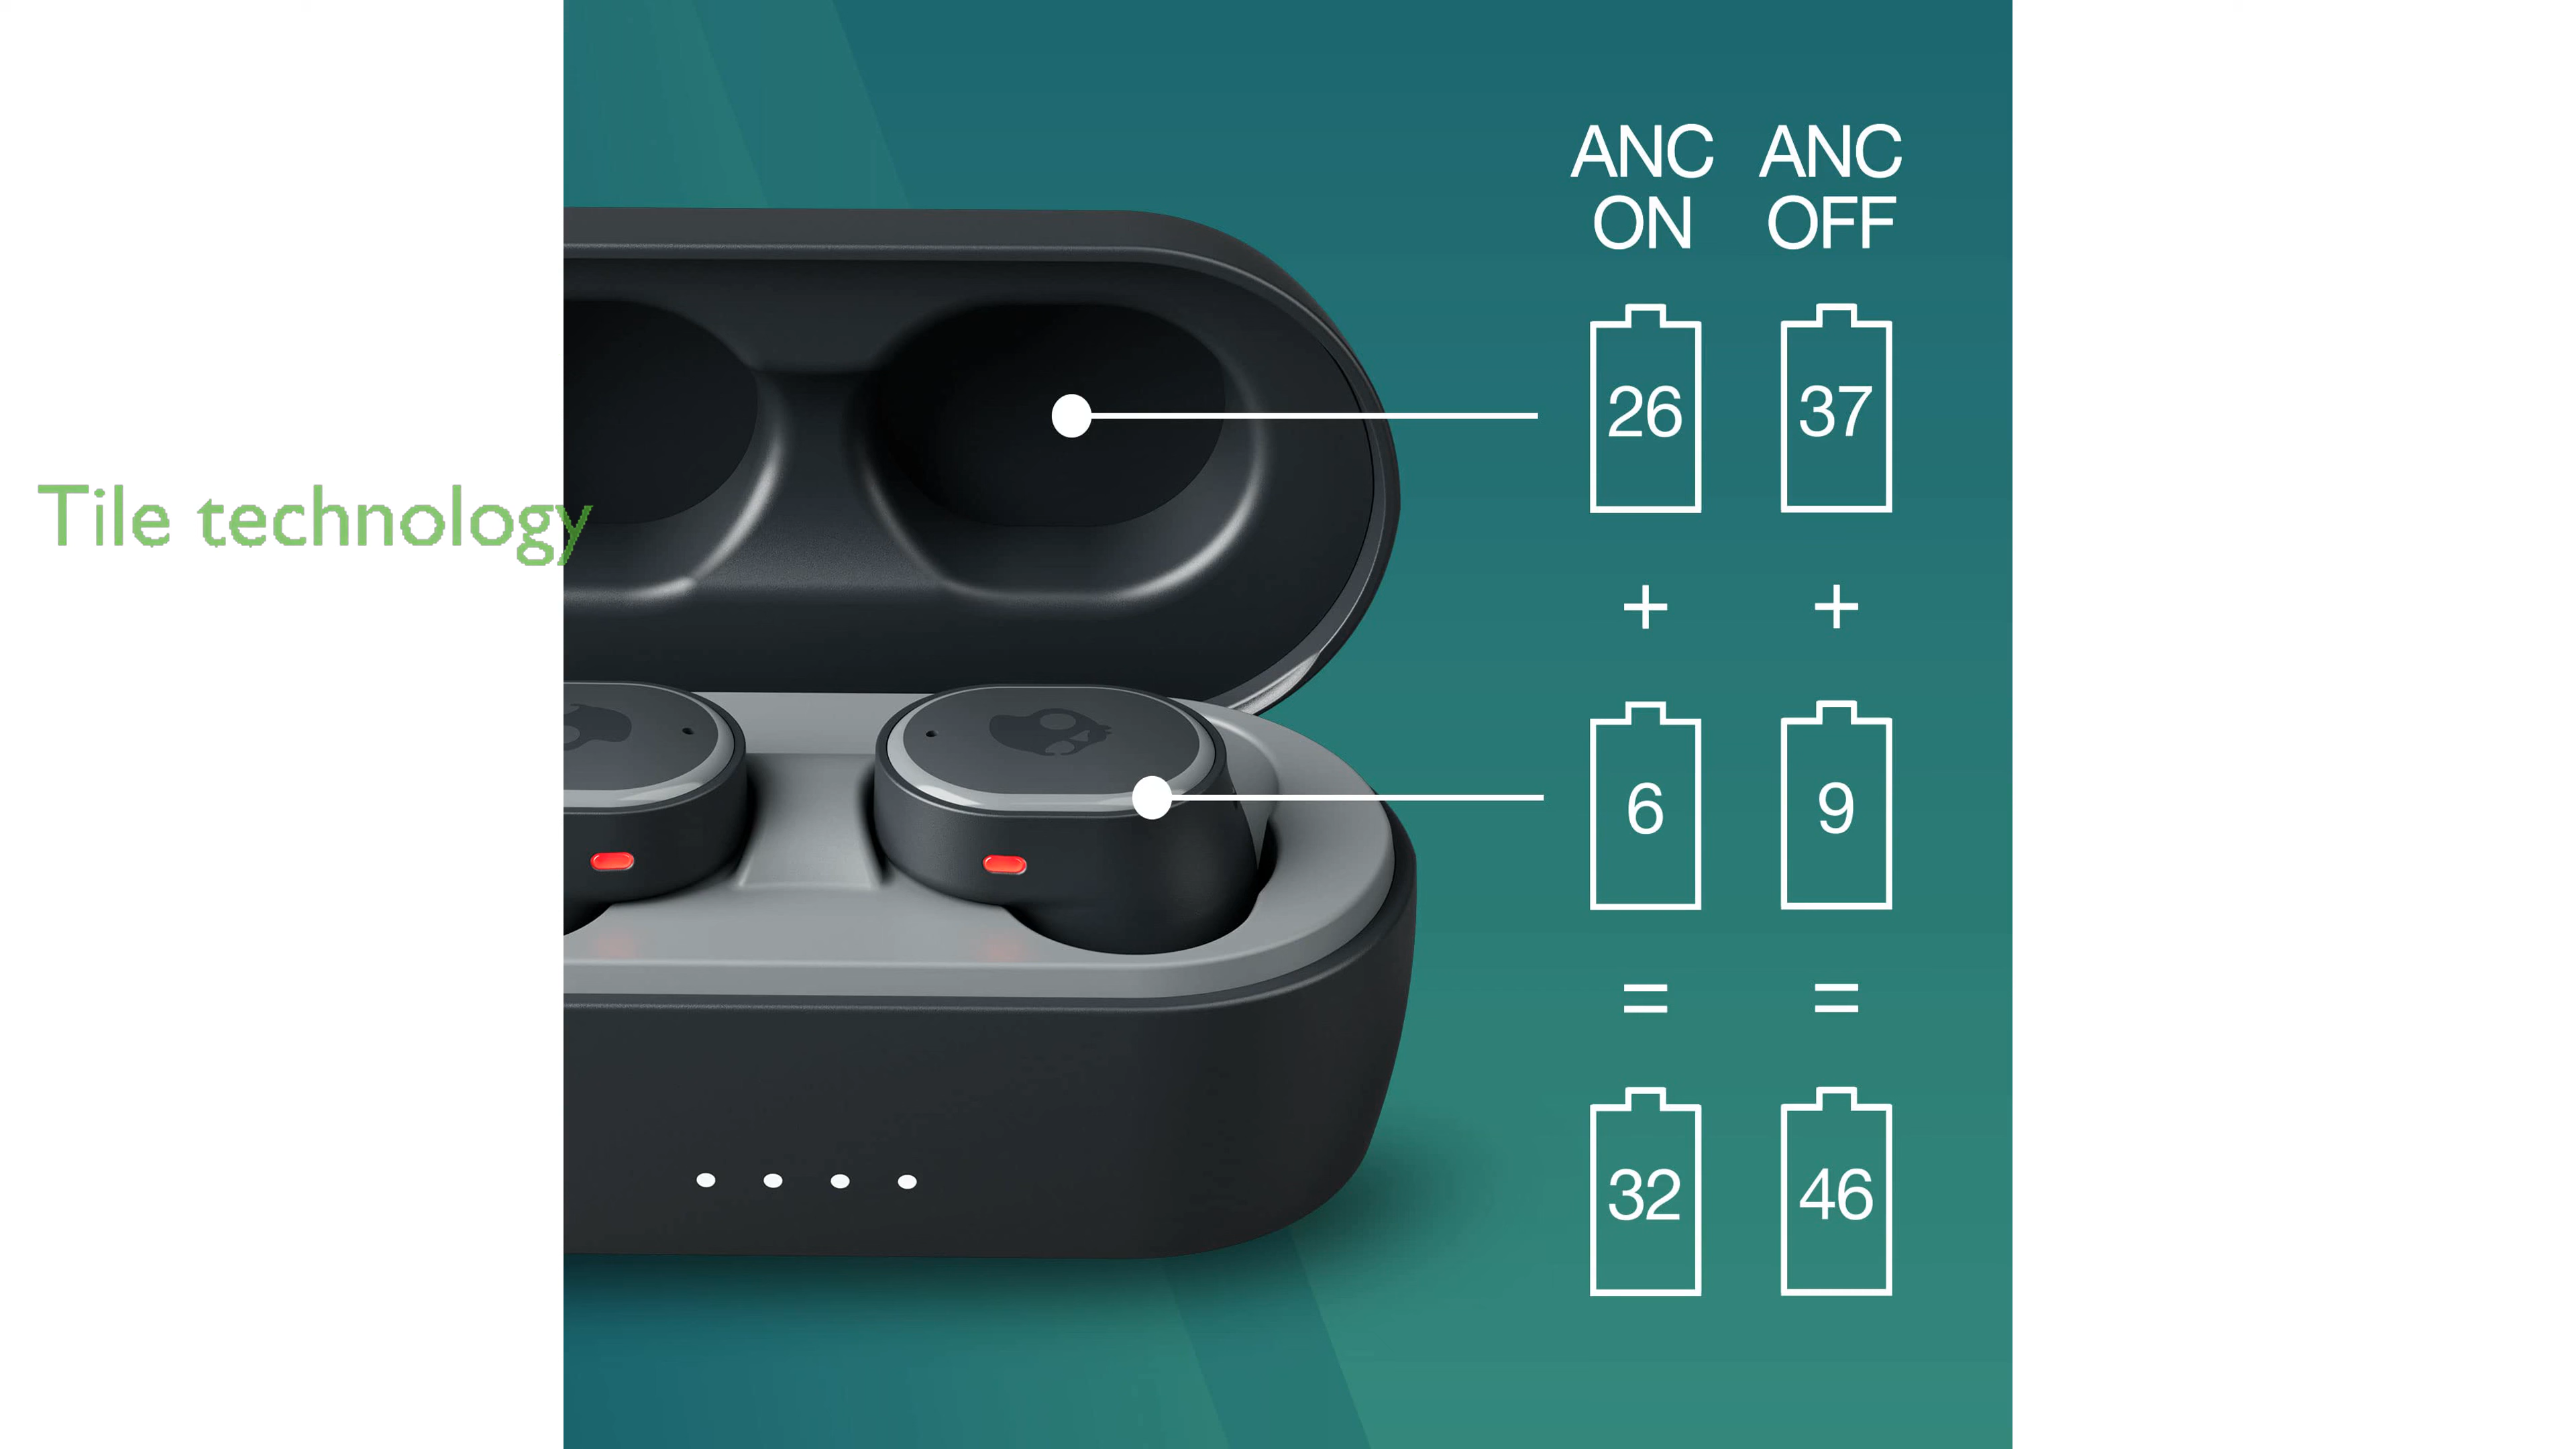 ANC ANC
ON OFF
26 37
Tile technology
+ +
6 9
= =
32 46